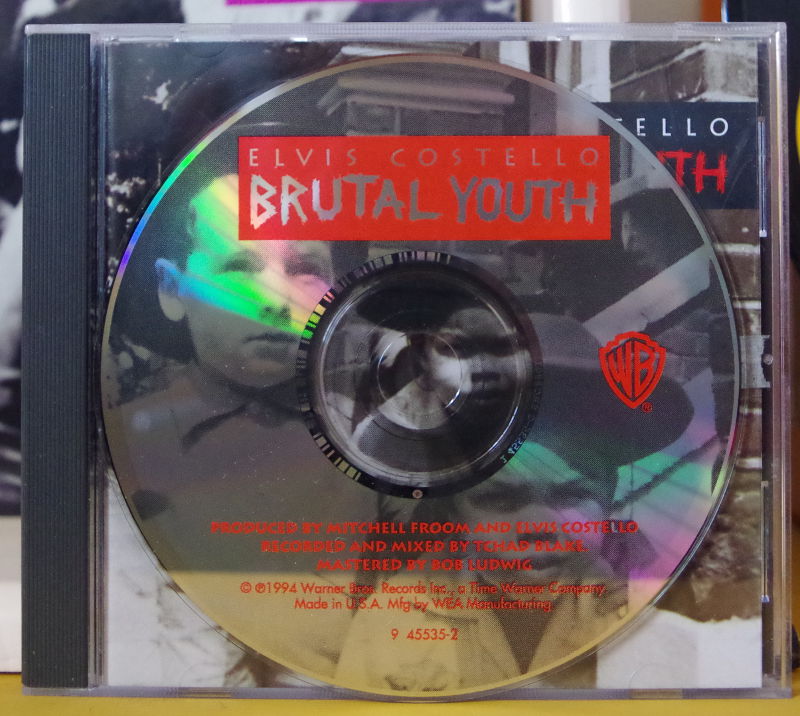 ELVIS COSTELLO
BRUTAL YOUTH
TELLO
UTH
WB
®
PRODUCED BY MITCHELL FROOM AND ELVIS COSTELLO.
RECORDED AND MIXED BY TCHAD BLAKE.
MASTERED BY BOB LUDWIG
© ℗1994 Warner Bros. Records Inc., a Time Warner Company.
Made in U.S.A. Mfg by WEA Manufacturing.
9 45535-2